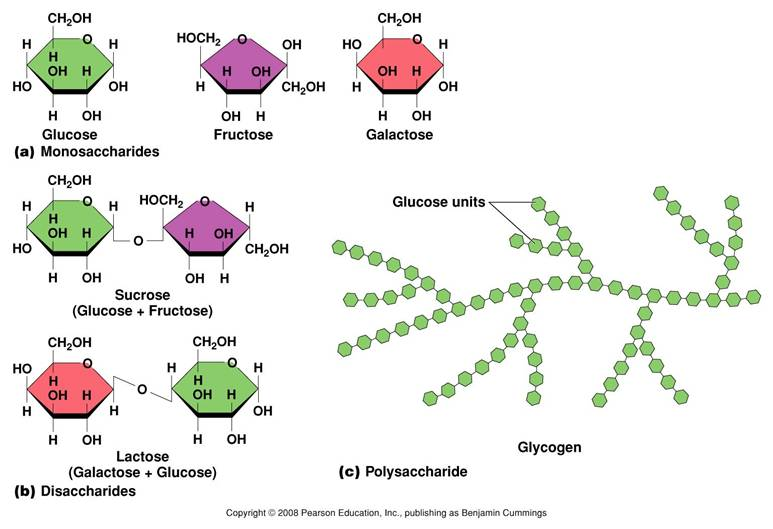 CH₂OH
H
O
H
H
OH
H
HO
OH
H
OH
Glucose
HOCH₂
O
OH
H
OH
H
CH₂OH
OH
H
Fructose
CH₂OH
HO
O
H
OH
H
H
OH
H
OH
Galactose
(a) Monosaccharides
CH₂OH
H
O
H
H
OH
H
HO
H
OH
O
HOCH₂
O
H
H
OH
CH₂OH
OH
H
Sucrose
(Glucose + Fructose)
CH₂OH
HO
O
H
OH
H
H
H
H
OH
O
CH₂OH
H
O
H
H
OH
H
OH
H
OH
Lactose
(Galactose + Glucose)
(b) Disaccharides
Glucose units
Glycogen
(c) Polysaccharide
Copyright © 2008 Pearson Education, Inc., publishing as Benjamin Cummings